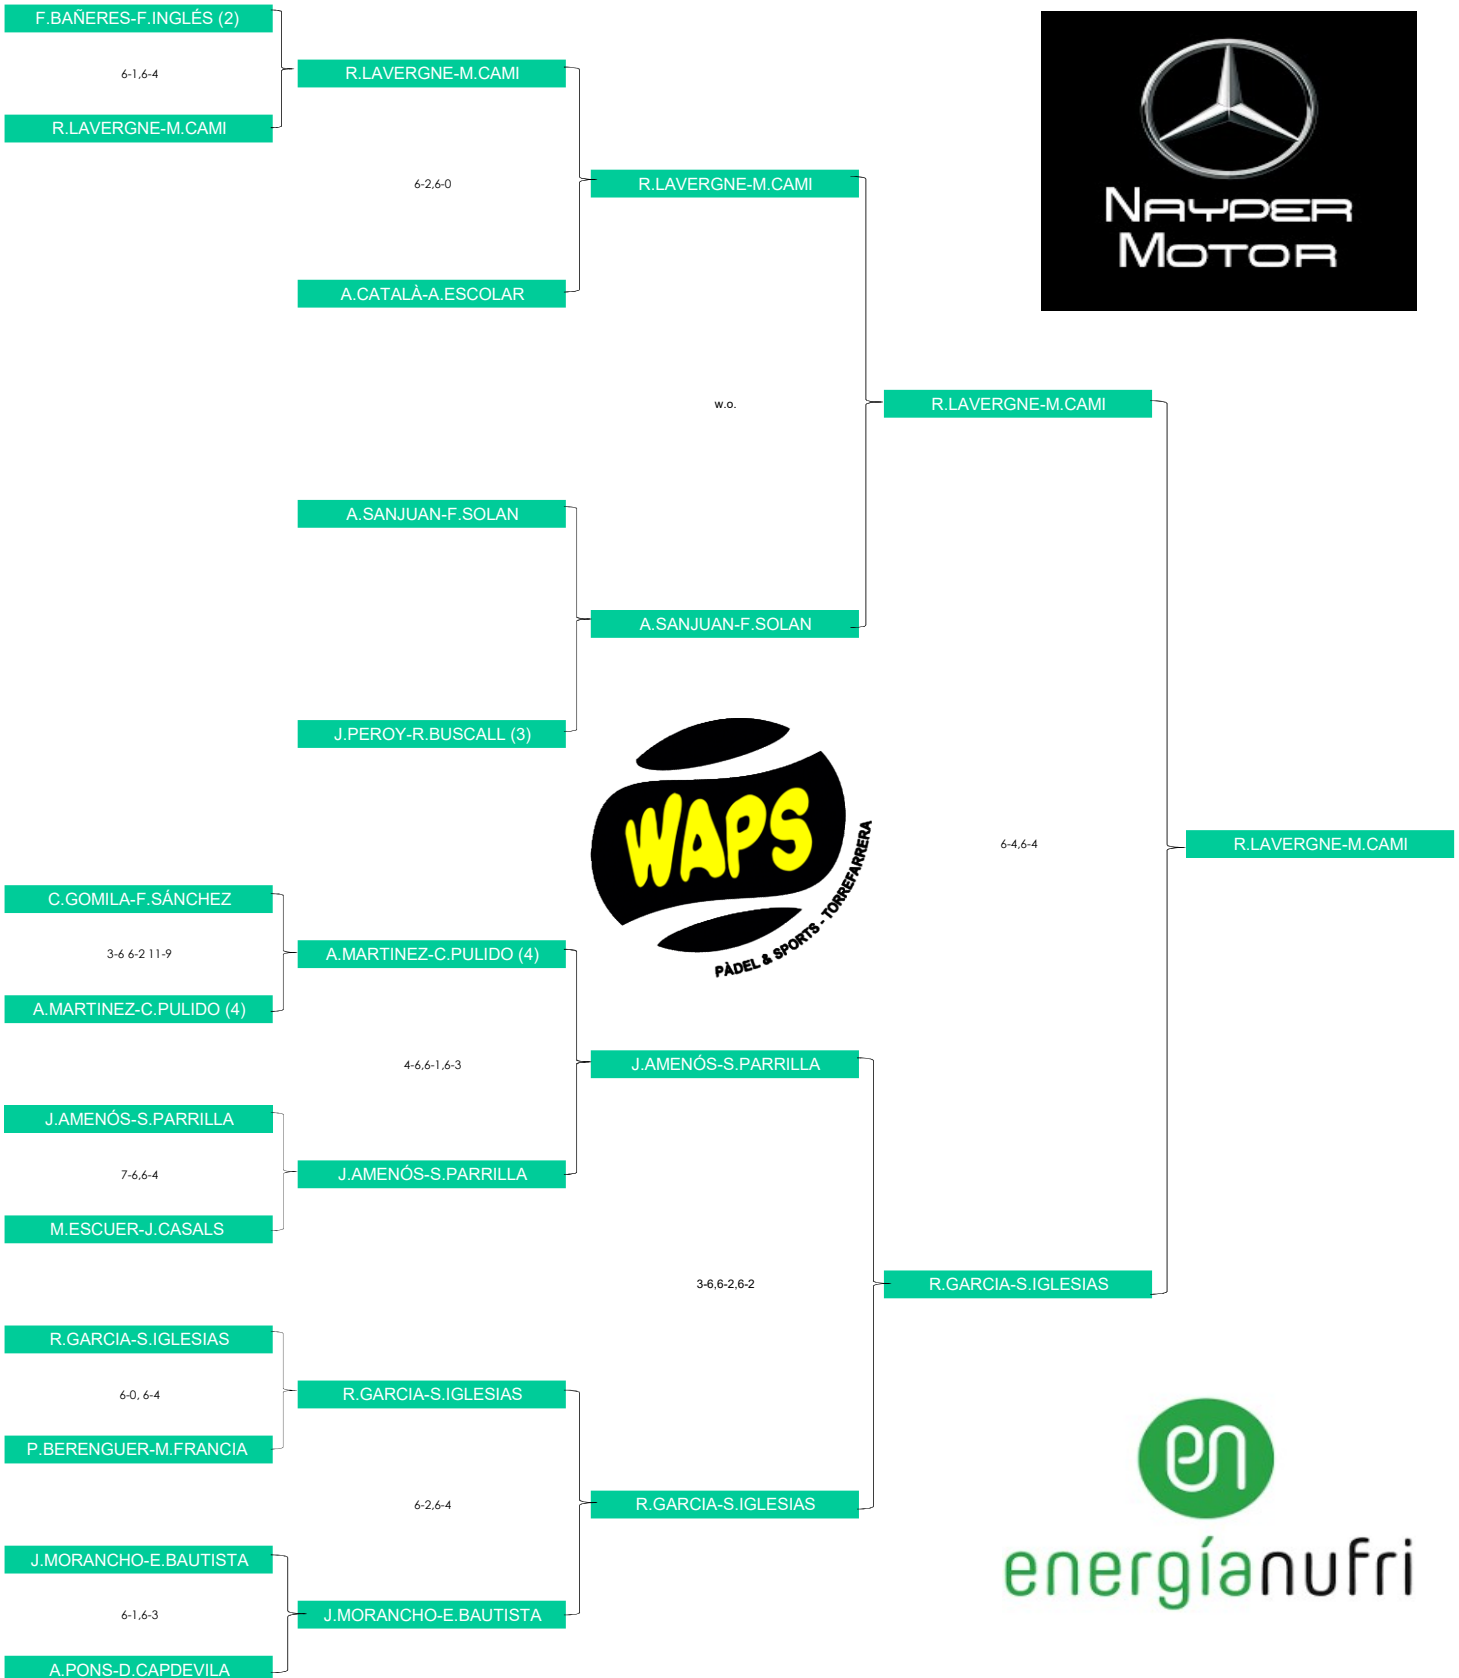 F.BAÑERES-F.INGLÉS (2)
6-1,6-4
R.LAVERGNE-M.CAMI
R.LAVERGNE-M.CAMI
6-2,6-0
A.CATALÀ-A.ESCOLAR
R.LAVERGNE-M.CAMI
NAYPER
MOTOR
w.o.
R.LAVERGNE-M.CAMI
A.SANJUAN-F.SOLAN
A.SANJUAN-F.SOLAN
J.PEROY-R.BUSCALL (3)
WAPS
PÀDEL & SPORTS - TORREFARRERA
6-4,6-4
R.LAVERGNE-M.CAMI
C.GOMILA-F.SÁNCHEZ
3-6 6-2 11-9
A.MARTINEZ-C.PULIDO (4)
A.MARTINEZ-C.PULIDO (4)
4-6,6-1,6-3
J.AMENÓS-S.PARRILLA
J.AMENÓS-S.PARRILLA
7-6,6-4
M.ESCUER-J.CASALS
J.AMENÓS-S.PARRILLA
3-6,6-2,6-2
R.GARCIA-S.IGLESIAS
R.GARCIA-S.IGLESIAS
6-0, 6-4
P.BERENGUER-M.FRANCIA
R.GARCIA-S.IGLESIAS
6-2,6-4
R.GARCIA-S.IGLESIAS
J.MORANCHO-E.BAUTISTA
6-1,6-3
A.PONS-D.CAPDEVILA
J.MORANCHO-E.BAUTISTA
en
energíanufri